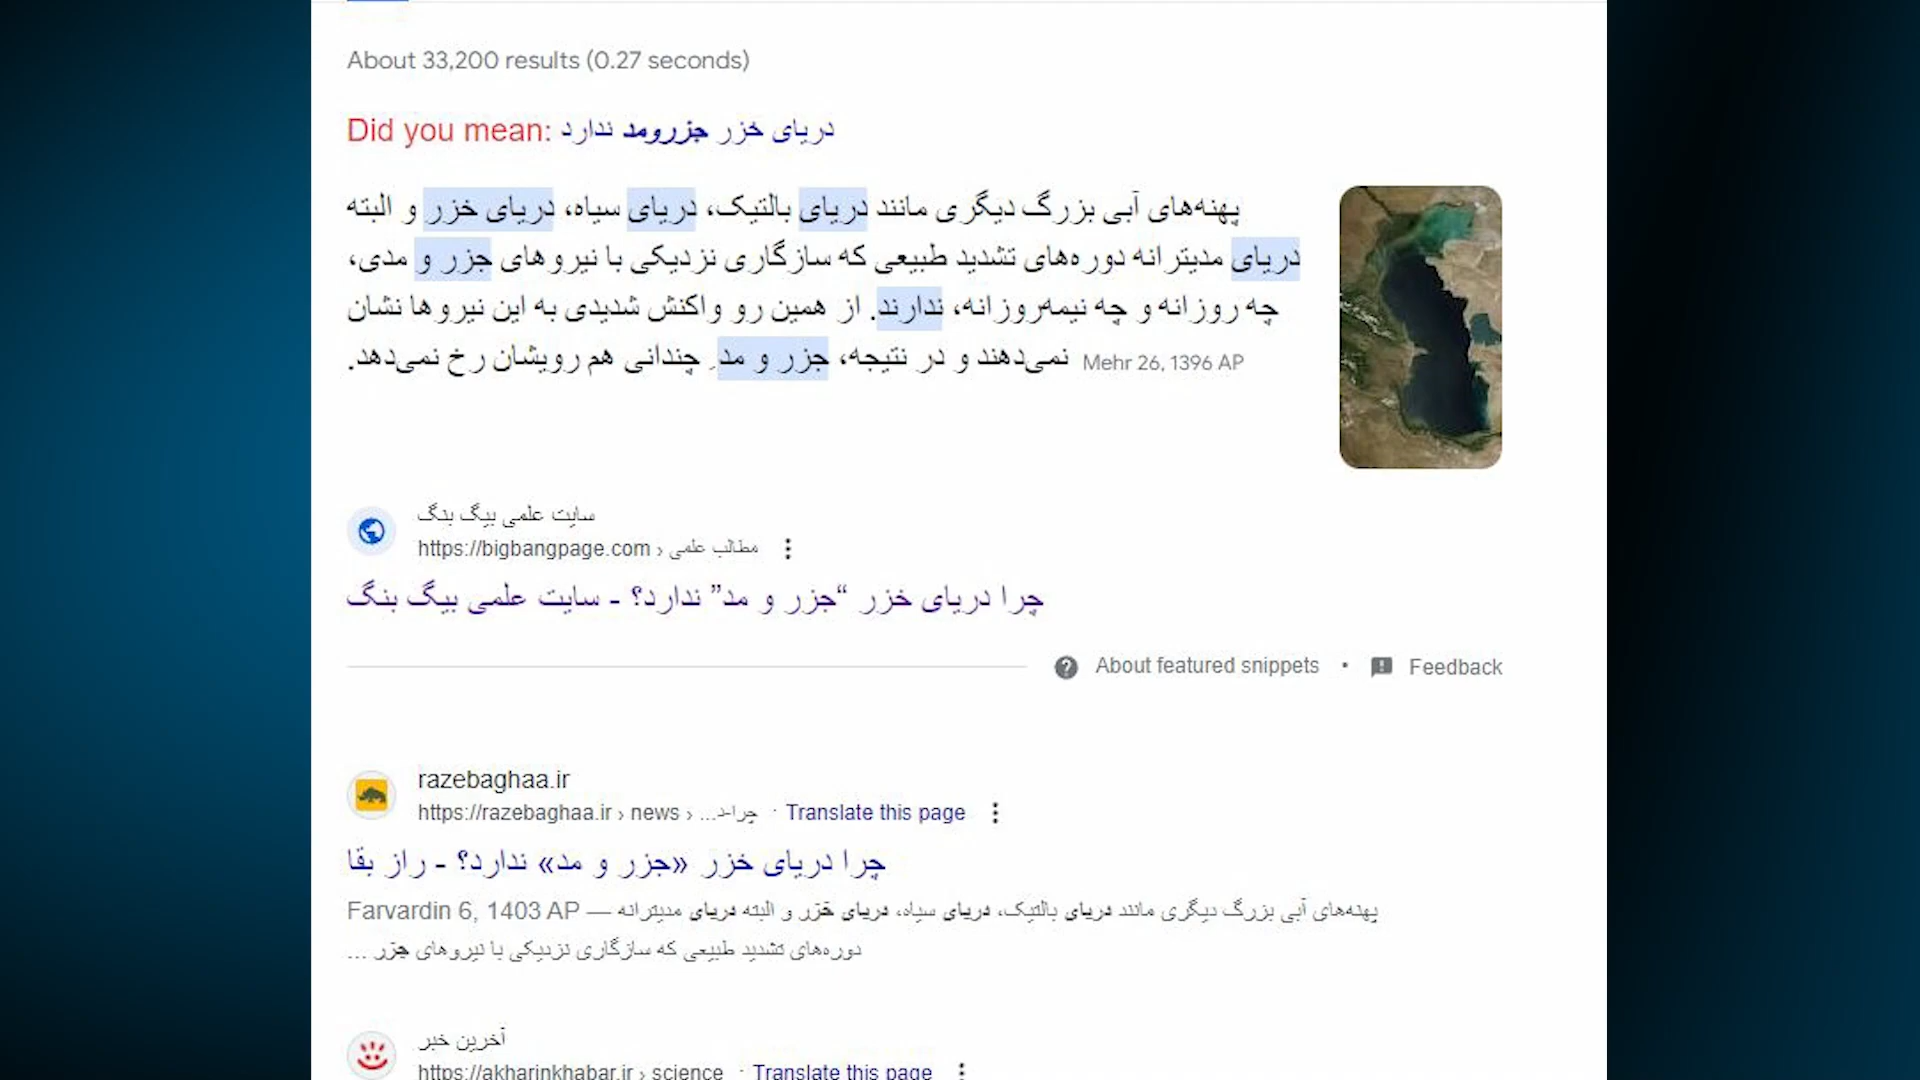 About 33,200 results (0.27 seconds)
Did you mean: دریای خزر جزرومد ندارد
پهنه‌های آبی بزرگ دیگری مانند دریای بالتیک، دریای سیاه، دریای خزر و البته
دریای مدیترانه دوره‌های تشدید طبیعی که سازگاری نزدیکی با نیروهای جزر و مدی،
چه روزانه و چه نیمه‌روزانه، ندارند. از همین رو واکنش شدیدی به این نیروها نشان
نمی‌دهند و در نتیجه، جزر و مدِ چندانی هم رویشان رخ نمی‌دهد. Mehr 26, 1396 AP
سایت علمی بیگ بنگ
https://bigbangpage.com › مطالب علمی
چرا دریای خزر “جزر و مد” ندارد؟ - سایت علمی بیگ بنگ
About featured snippets • Feedback
razebaghaa.ir
https://razebaghaa.ir › news › چرا-د... · Translate this page
چرا دریای خزر «جزر و مد» ندارد؟ - راز بقا
Farvardin 6, 1403 AP — پهنه‌های آبی بزرگ دیگری مانند دریای بالتیک، دریای سیاه، دریای خزر و البته دریای مدیترانه
دوره‌های تشدید طبیعی که سازگاری نزدیکی با نیروهای جزر ...
آخرین خبر
https://akharinkhabar.ir › science · Translate this page